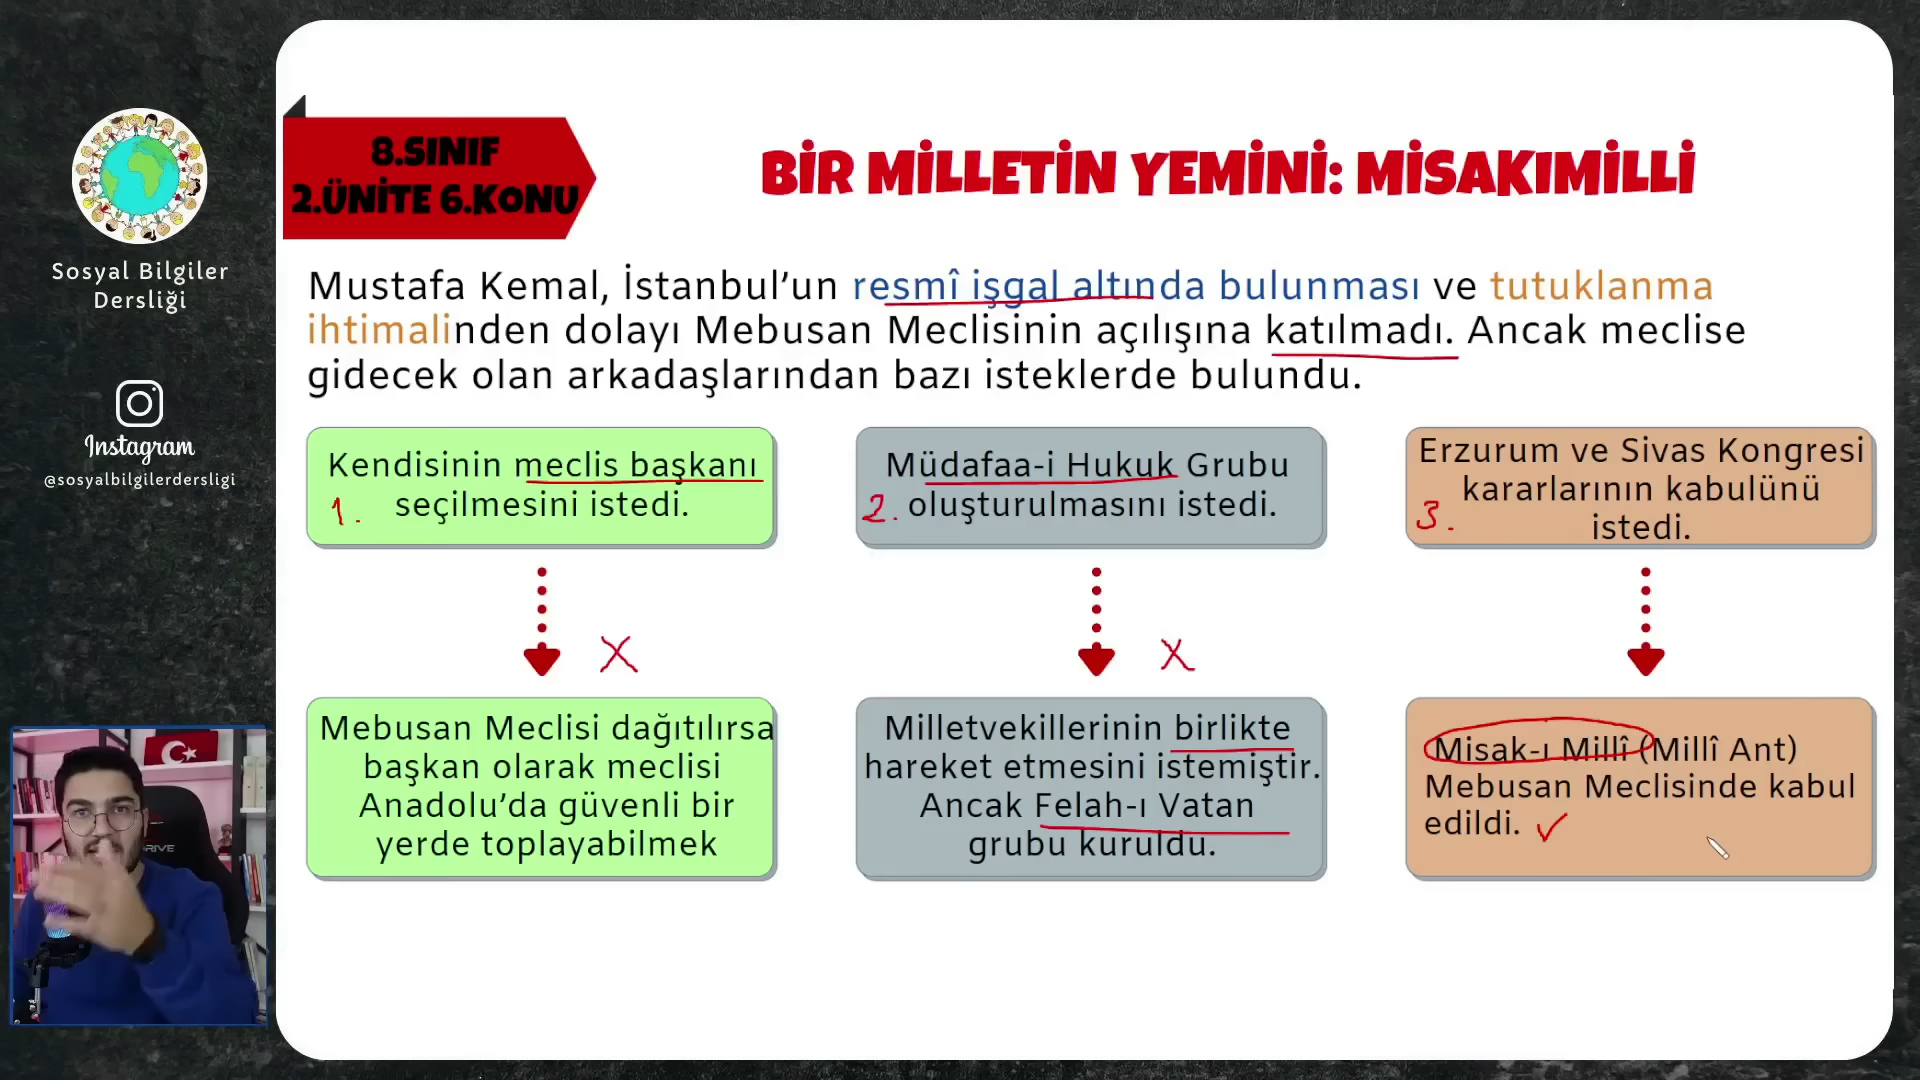 8.SINIF
2.ÜNİTE 6.KONU
BİR MİLLETİN YEMİNİ: MİSAKIMİLLİ
Sosyal Bilgiler
Dersliği
Instagram
@sosyalbilgilerdersligi
Mustafa Kemal, İstanbul’un resmî işgal altında bulunması ve tutuklanma
ihtimalinden dolayı Mebusan Meclisinin açılışına katılmadı. Ancak meclise
gidecek olan arkadaşlarından bazı isteklerde bulundu.
Kendisinin meclis başkanı
1. seçilmesini istedi.
Müdafaa-i Hukuk Grubu
2. oluşturulmasını istedi.
Erzurum ve Sivas Kongresi
kararlarının kabulünü
3. istedi.
X
X
Mebusan Meclisi dağıtılırsa
başkan olarak meclisi
Anadolu’da güvenli bir
yerde toplayabilmek
Milletvekillerinin birlikte
hareket etmesini istemiştir.
Ancak Felah-ı Vatan
grubu kuruldu.
Misak-ı Millî (Millî Ant)
Mebusan Meclisinde kabul
edildi. ✓